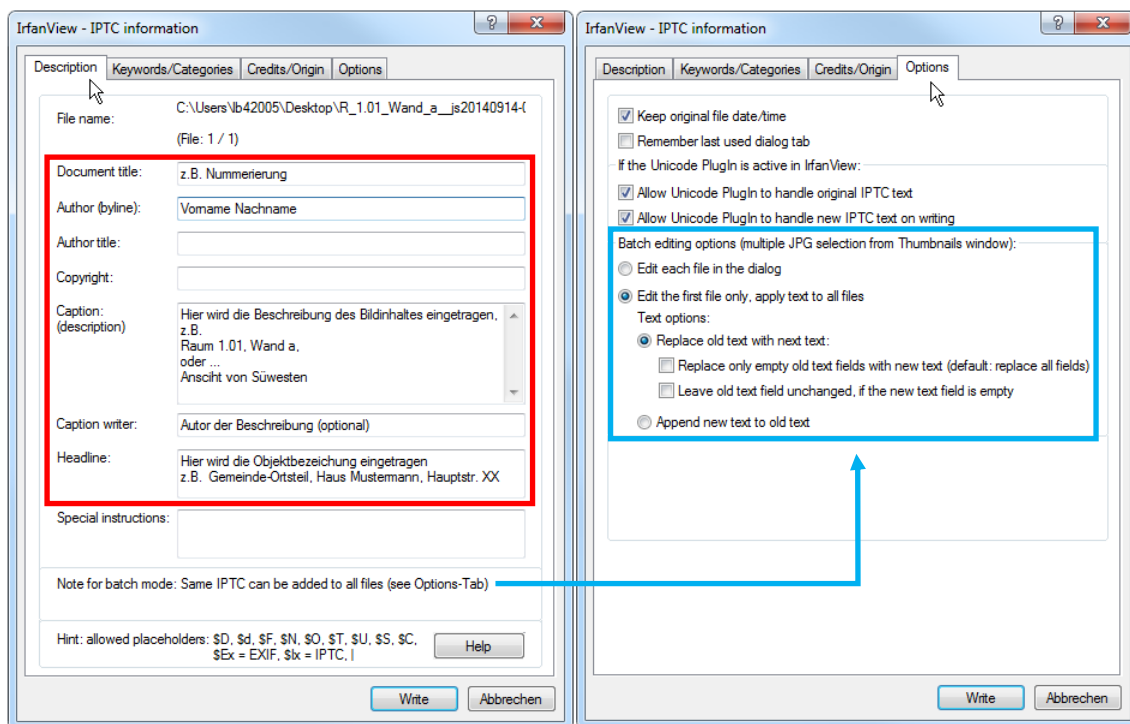 IrfanView - IPTC information
Description Keywords/Categories Credits/Origin Options
File name: C:\Users\lb42005\Desktop\R_1.01_Wand_a__js20140914-(
(File: 1 / 1)
Document title: z.B. Nummerierung
Author (byline): Vorname Nachname
Author title:
Copyright:
Caption: (description)
Hier wird die Beschreibung des Bildinhaltes eingetragen,
z.B.
Raum 1.01, Wand a,
oder ...
Ansciht von Süwesten
Caption writer: Autor der Beschreibung (optional)
Headline: Hier wird die Objektbezeichung eingetragen
z.B. Gemeinde-Ortsteil, Haus Mustermann, Hauptstr. XX
Special instructions:
Note for batch mode: Same IPTC can be added to all files (see Options-Tab)
Hint: allowed placeholders: $D, $d, $F, $N, $O, $T, $U, $S, $C,
$Ex = EXIF, $Ix = IPTC, |
Help
Write Abbrechen
IrfanView - IPTC information
Description Keywords/Categories Credits/Origin Options
Keep original file date/time
Remember last used dialog tab
If the Unicode PlugIn is active in IrfanView:
Allow Unicode PlugIn to handle original IPTC text
Allow Unicode PlugIn to handle new IPTC text on writing
Batch editing options (multiple JPG selection from Thumbnails window):
Edit each file in the dialog
Edit the first file only, apply text to all files
Text options:
Replace old text with next text:
Replace only empty old text fields with new text (default: replace all fields)
Leave old text field unchanged, if the new text field is empty
Append new text to old text
Write Abbrechen